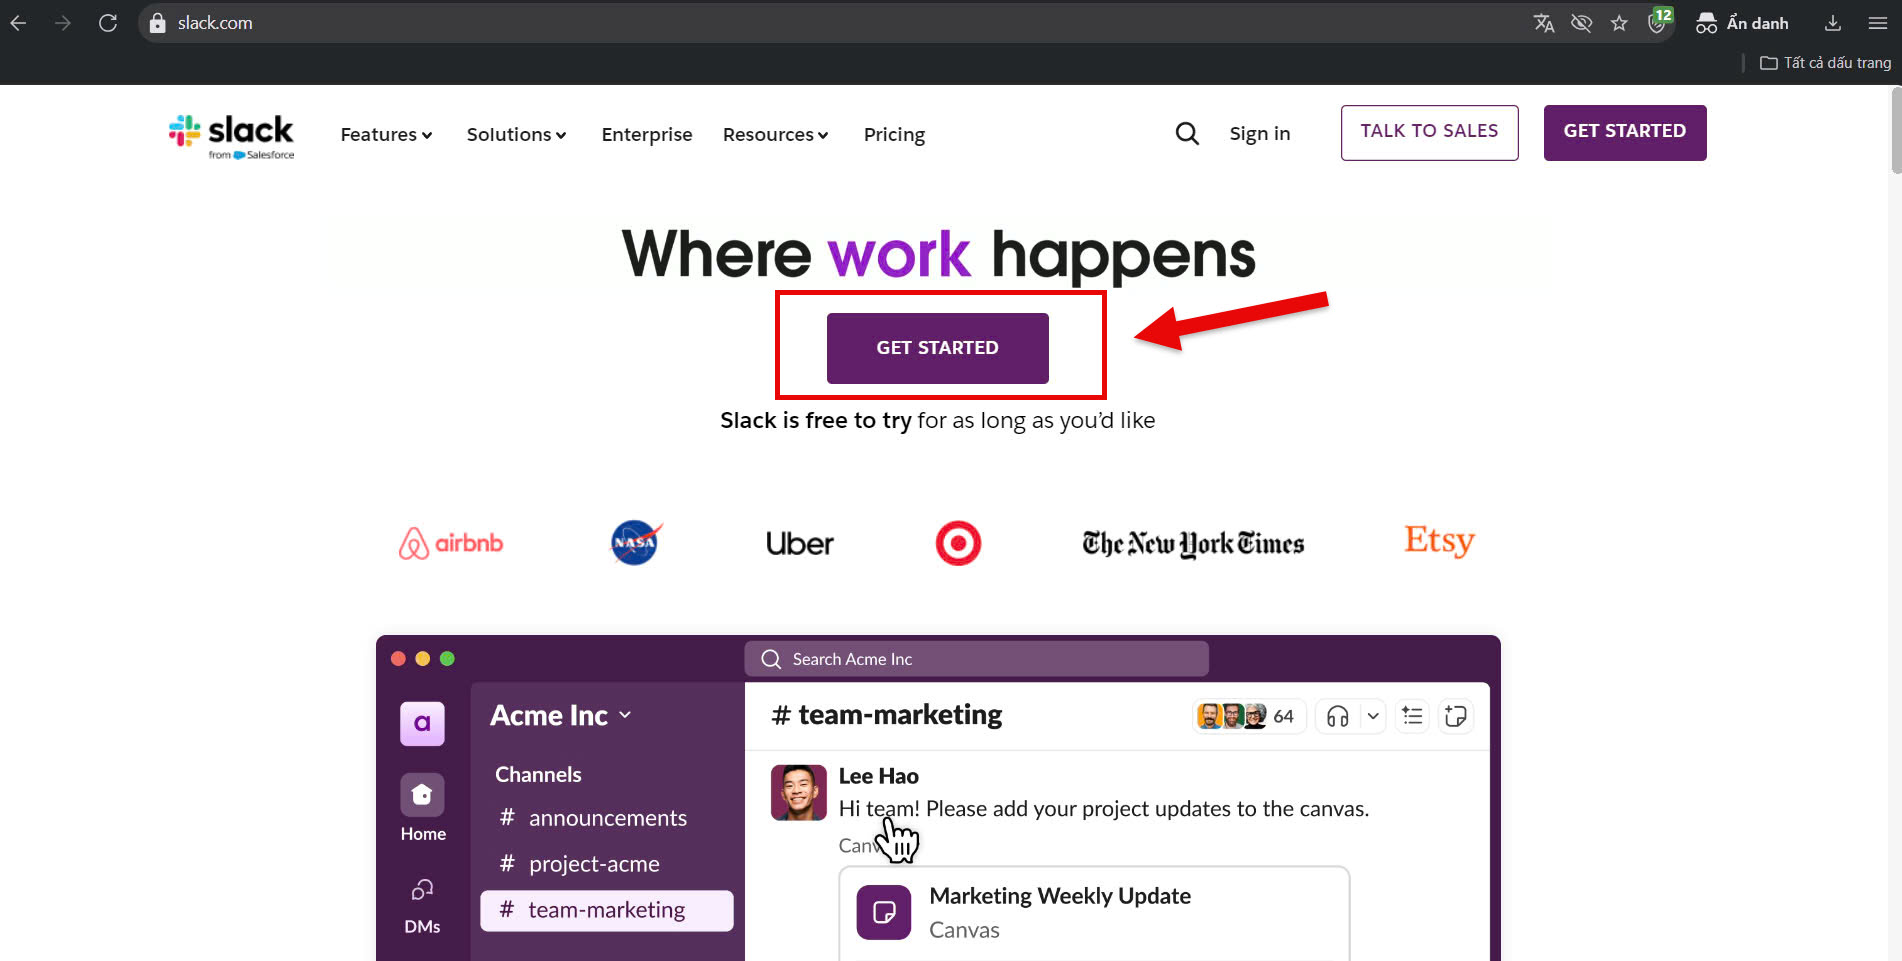 slack.com
12
Ẩn danh
Tất cả dấu trang
slack
from Salesforce
Features
Solutions
Enterprise
Resources
Pricing
Sign in
TALK TO SALES
GET STARTED
Where work happens
GET STARTED
Slack is free to try for as long as you'd like
airbnb
NASA
Uber
The New York Times
Etsy
Search Acme Inc
a
Acme Inc
# team-marketing
64
Channels
Lee Hao
Hi team! Please add your project updates to the canvas.
# announcements
Home
# project-acme
Marketing Weekly Update
Canvas
# team-marketing
DMs